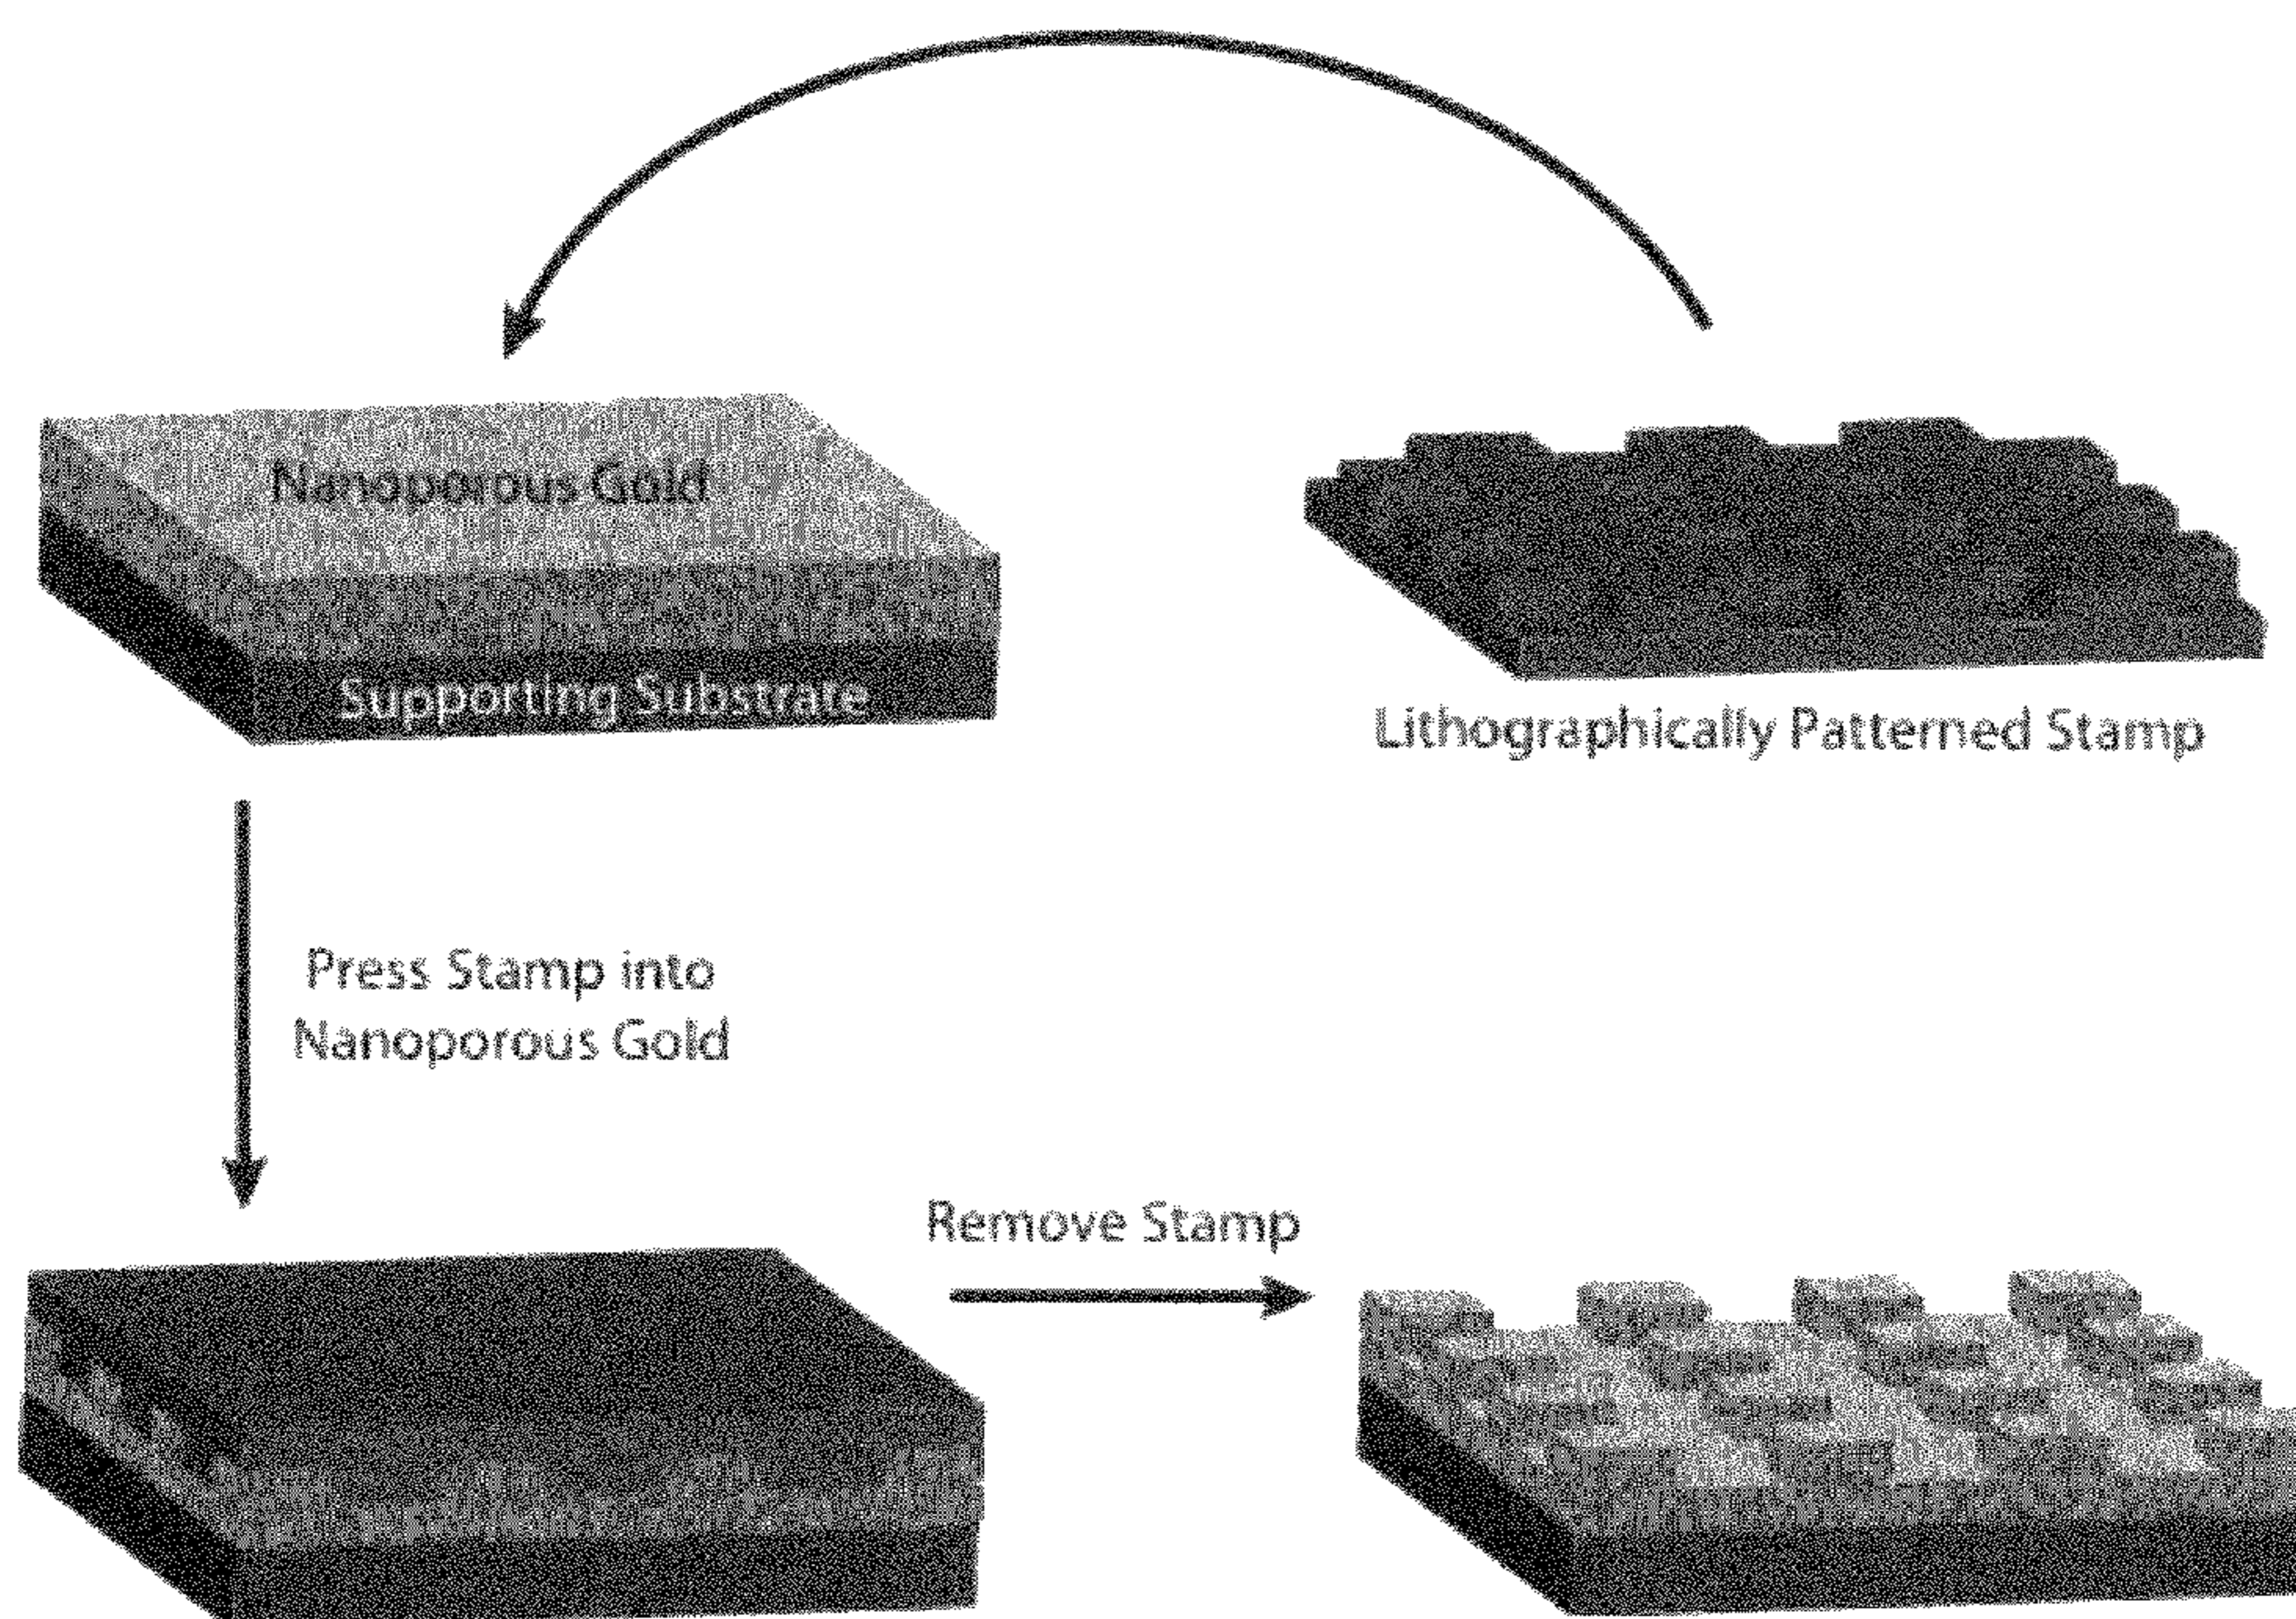 Nanoporous Gold
Supporting Substrate
Lithographically Patterned Stamp
Press Stamp into
Nanoporous Gold
Remove Stamp